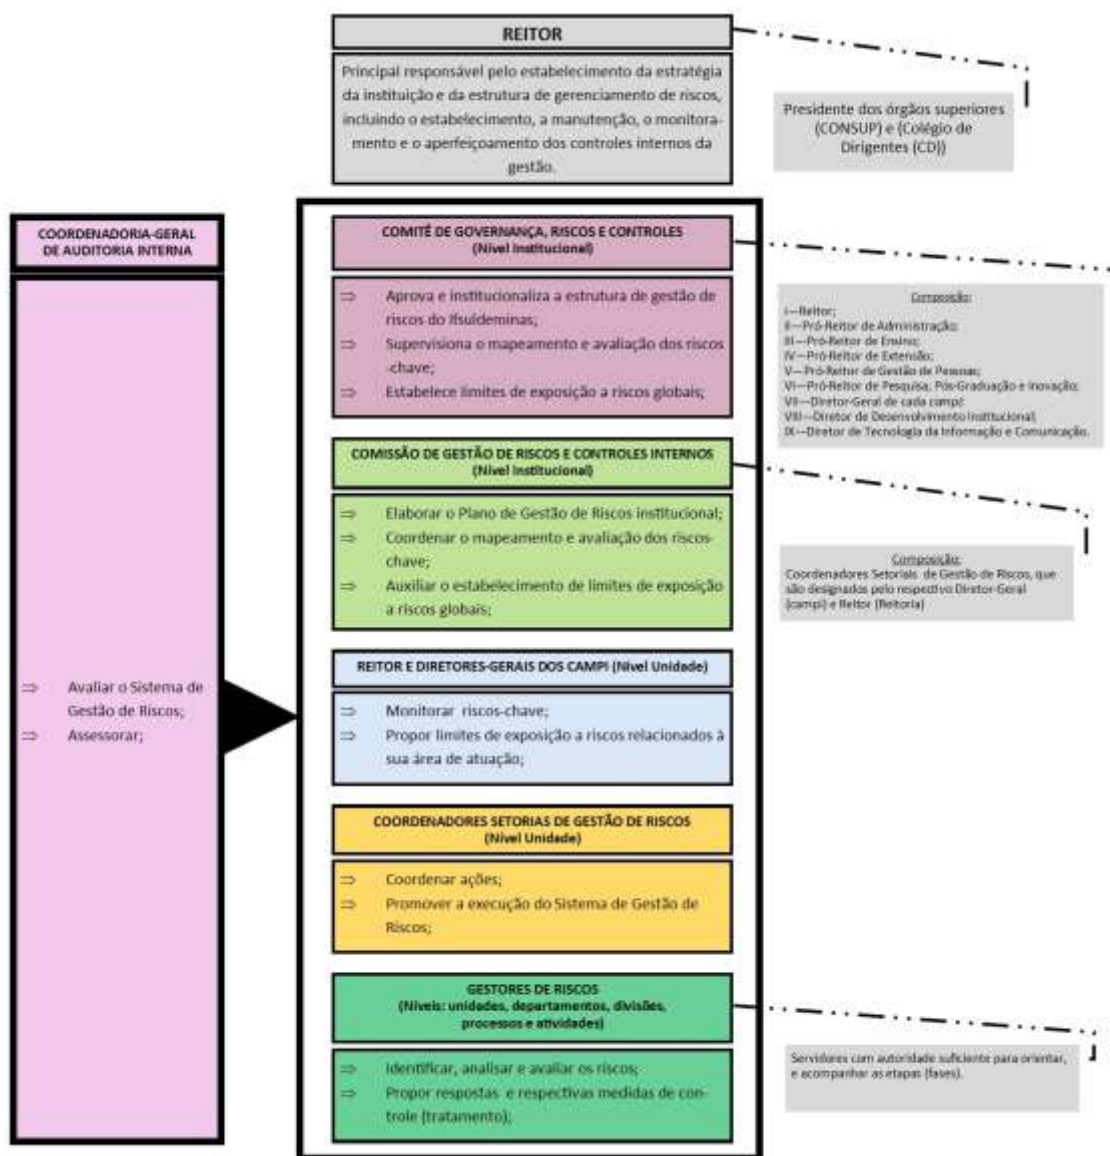 REITOR
Principal responsável pelo estabelecimento da estratégia
da instituição e da estrutura de gerenciamento de riscos,
incluindo o estabelecimento, a manutenção, o monitora-
mento e o aperfeiçoamento dos controles internos da
gestão.
Presidente dos órgãos superiores
(CONSUP) e (Colégio de
Dirigentes (CD))
COORDENADORIA-GERAL
DE AUDITORIA INTERNA
⇒ Avaliar o Sistema de
Gestão de Riscos;
⇒ Assessorar;
COMITÊ DE GOVERNANÇA, RISCOS E CONTROLES
(Nível Institucional)
⇒ Aprova e institucionaliza a estrutura de gestão de
riscos do Ifsuldeminas;
⇒ Supervisiona o mapeamento e avaliação dos riscos
-chave;
⇒ Estabelece limites de exposição a riscos globais;
Composição:
I—Reitor;
II—Pró-Reitor de Administração;
III—Pró-Reitor de Ensino;
IV—Pró-Reitor de Extensão;
V—Pró-Reitor de Gestão de Pessoas;
VI—Pró-Reitor de Pesquisa, Pós-Graduação e Inovação;
VII—Diretor-Geral de cada campi;
VIII—Diretor de Desenvolvimento Institucional;
IX—Diretor de Tecnologia da Informação e Comunicação.
COMISSÃO DE GESTÃO DE RISCOS E CONTROLES INTERNOS
(Nível Institucional)
⇒ Elaborar o Plano de Gestão de Riscos institucional;
⇒ Coordenar o mapeamento e avaliação dos riscos-
chave;
⇒ Auxiliar o estabelecimento de limites de exposição
a riscos globais;
Composição:
Coordenadores Setoriais de Gestão de Riscos, que
são designados pelo respectivo Diretor-Geral
(campi) e Reitor (Reitoria)
REITOR E DIRETORES-GERAIS DOS CAMPI (Nível Unidade)
⇒ Monitorar riscos-chave;
⇒ Propor limites de exposição a riscos relacionados à
sua área de atuação;
COORDENADORES SETORIAS DE GESTÃO DE RISCOS
(Nível Unidade)
⇒ Coordenar ações;
⇒ Promover a execução do Sistema de Gestão de
Riscos;
GESTORES DE RISCOS
(Níveis: unidades, departamentos, divisões,
processos e atividades)
⇒ Identificar, analisar e avaliar os riscos;
⇒ Propor respostas e respectivas medidas de con-
trole (tratamento);
Servidores com autoridade suficiente para orientar,
e acompanhar as etapas (fases).